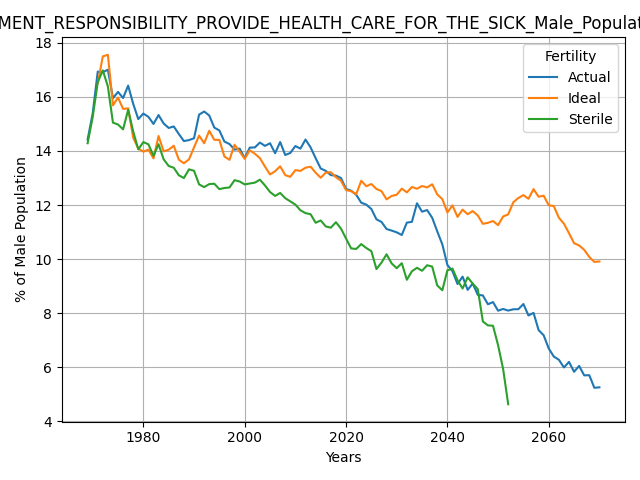 MENT_RESPONSIBILITY_PROVIDE_HEALTH_CARE_FOR_THE_SICK_Male_Populat
18
16
14
12
10
8
6
4
% of Male Population
Fertility
Actual
Ideal
Sterile
1980
2000
2020
2040
2060
Years